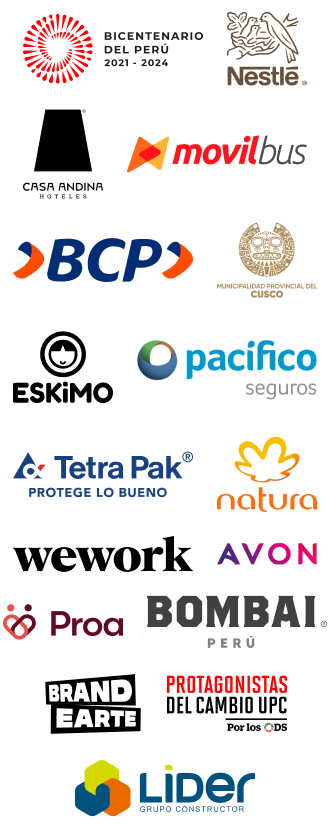 BICENTENARIO
DEL PERÚ
2021 - 2024
Nestlé®
CASA ANDINA®
HOTELES
movilbus
BCP
MUNICIPALIDAD PROVINCIAL DEL
CUSCO
ESKiMO
pacífico
seguros
Tetra Pak®
PROTEGE LO BUENO
natura
wework
AVON
Proa
BOMBAI®
PERÚ
BRAND
EARTE
PROTAGONISTAS
DEL CAMBIO UPC
Por los ODS
LiDer
GRUPO CONSTRUCTOR